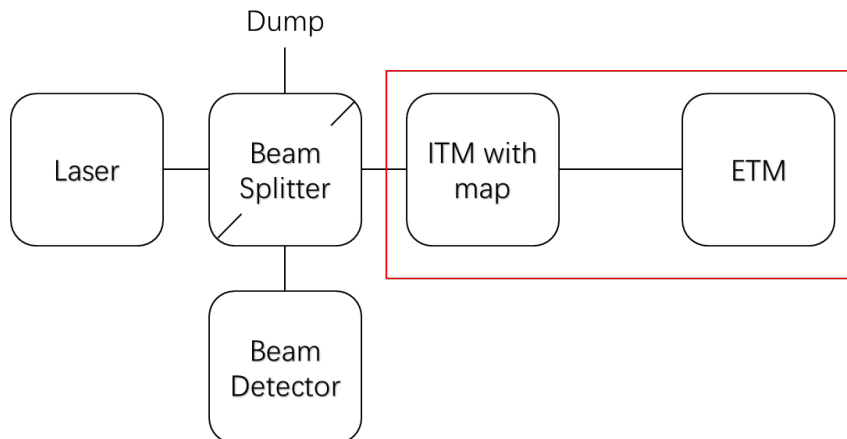 Dump
Laser
Beam
Splitter
ITM with
map
ETM
Beam
Detector